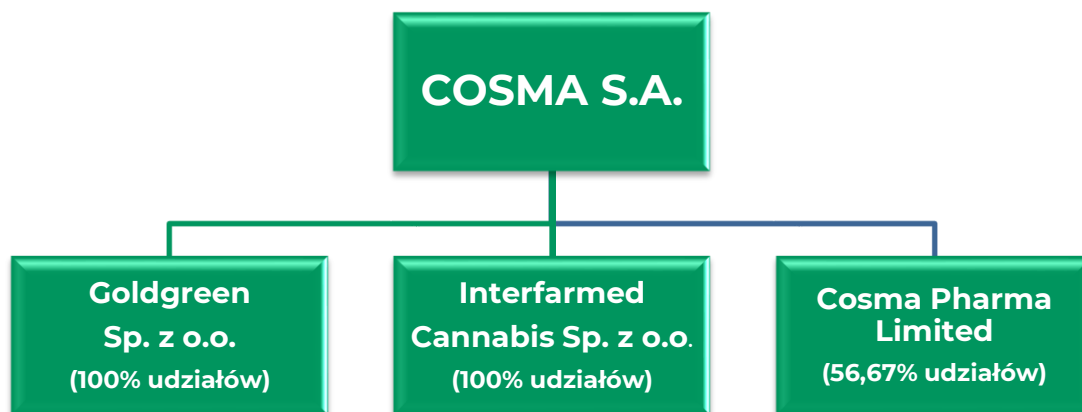 COSMA S.A.
Goldgreen
Sp. z o.o.
(100% udziałów)
Interfarmed
Cannabis Sp. z o.o.
(100% udziałów)
Cosma Pharma
Limited
(56,67% udziałów)